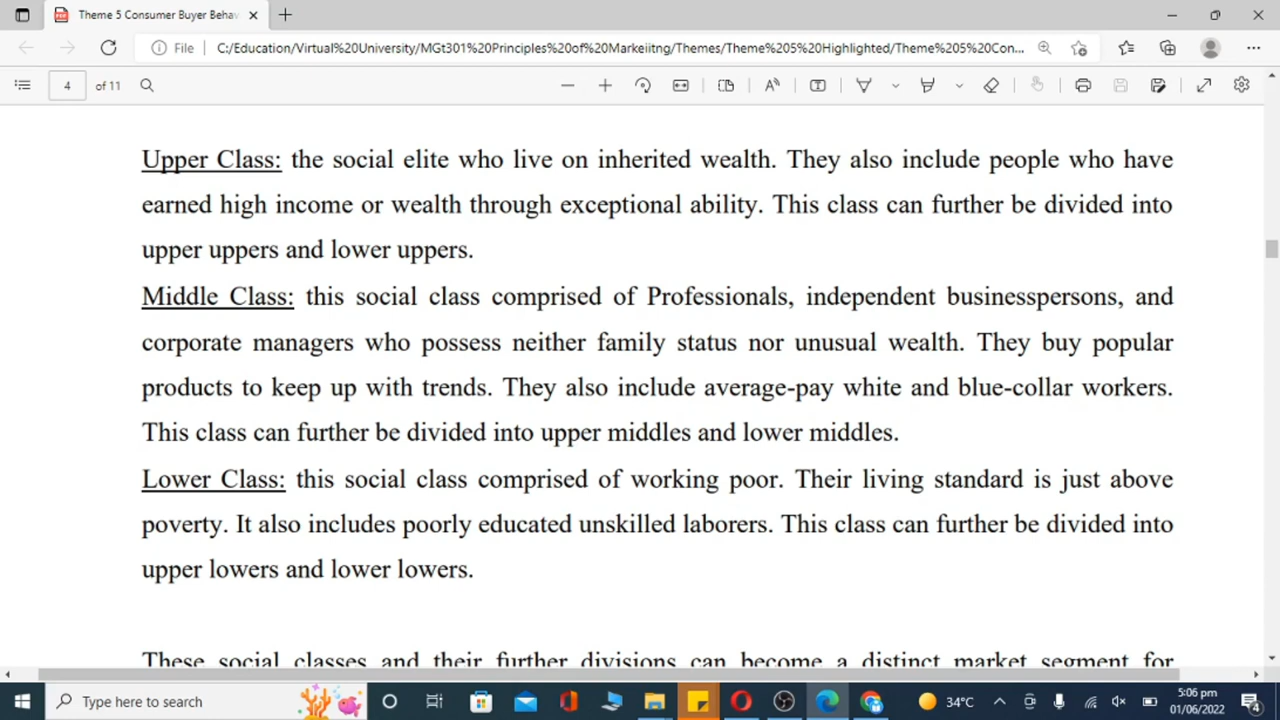 Theme 5 Consumer Buyer Behav
File
C:/Education/Virtual%20University/MGt301%20Principles%20of%20Markeiitng/Themes/Theme%205%20Highlighted/Theme%205%20Con...
4 of 11
Upper Class: the social elite who live on inherited wealth. They also include people who have
earned high income or wealth through exceptional ability. This class can further be divided into
upper uppers and lower uppers.
Middle Class: this social class comprised of Professionals, independent businesspersons, and
corporate managers who possess neither family status nor unusual wealth. They buy popular
products to keep up with trends. They also include average-pay white and blue-collar workers.
This class can further be divided into upper middles and lower middles.
Lower Class: this social class comprised of working poor. Their living standard is just above
poverty. It also includes poorly educated unskilled laborers. This class can further be divided into
upper lowers and lower lowers.
These social classes and their further divisions can become a distinct market segment for
Type here to search
34°C
5:06 pm
01/06/2022
4